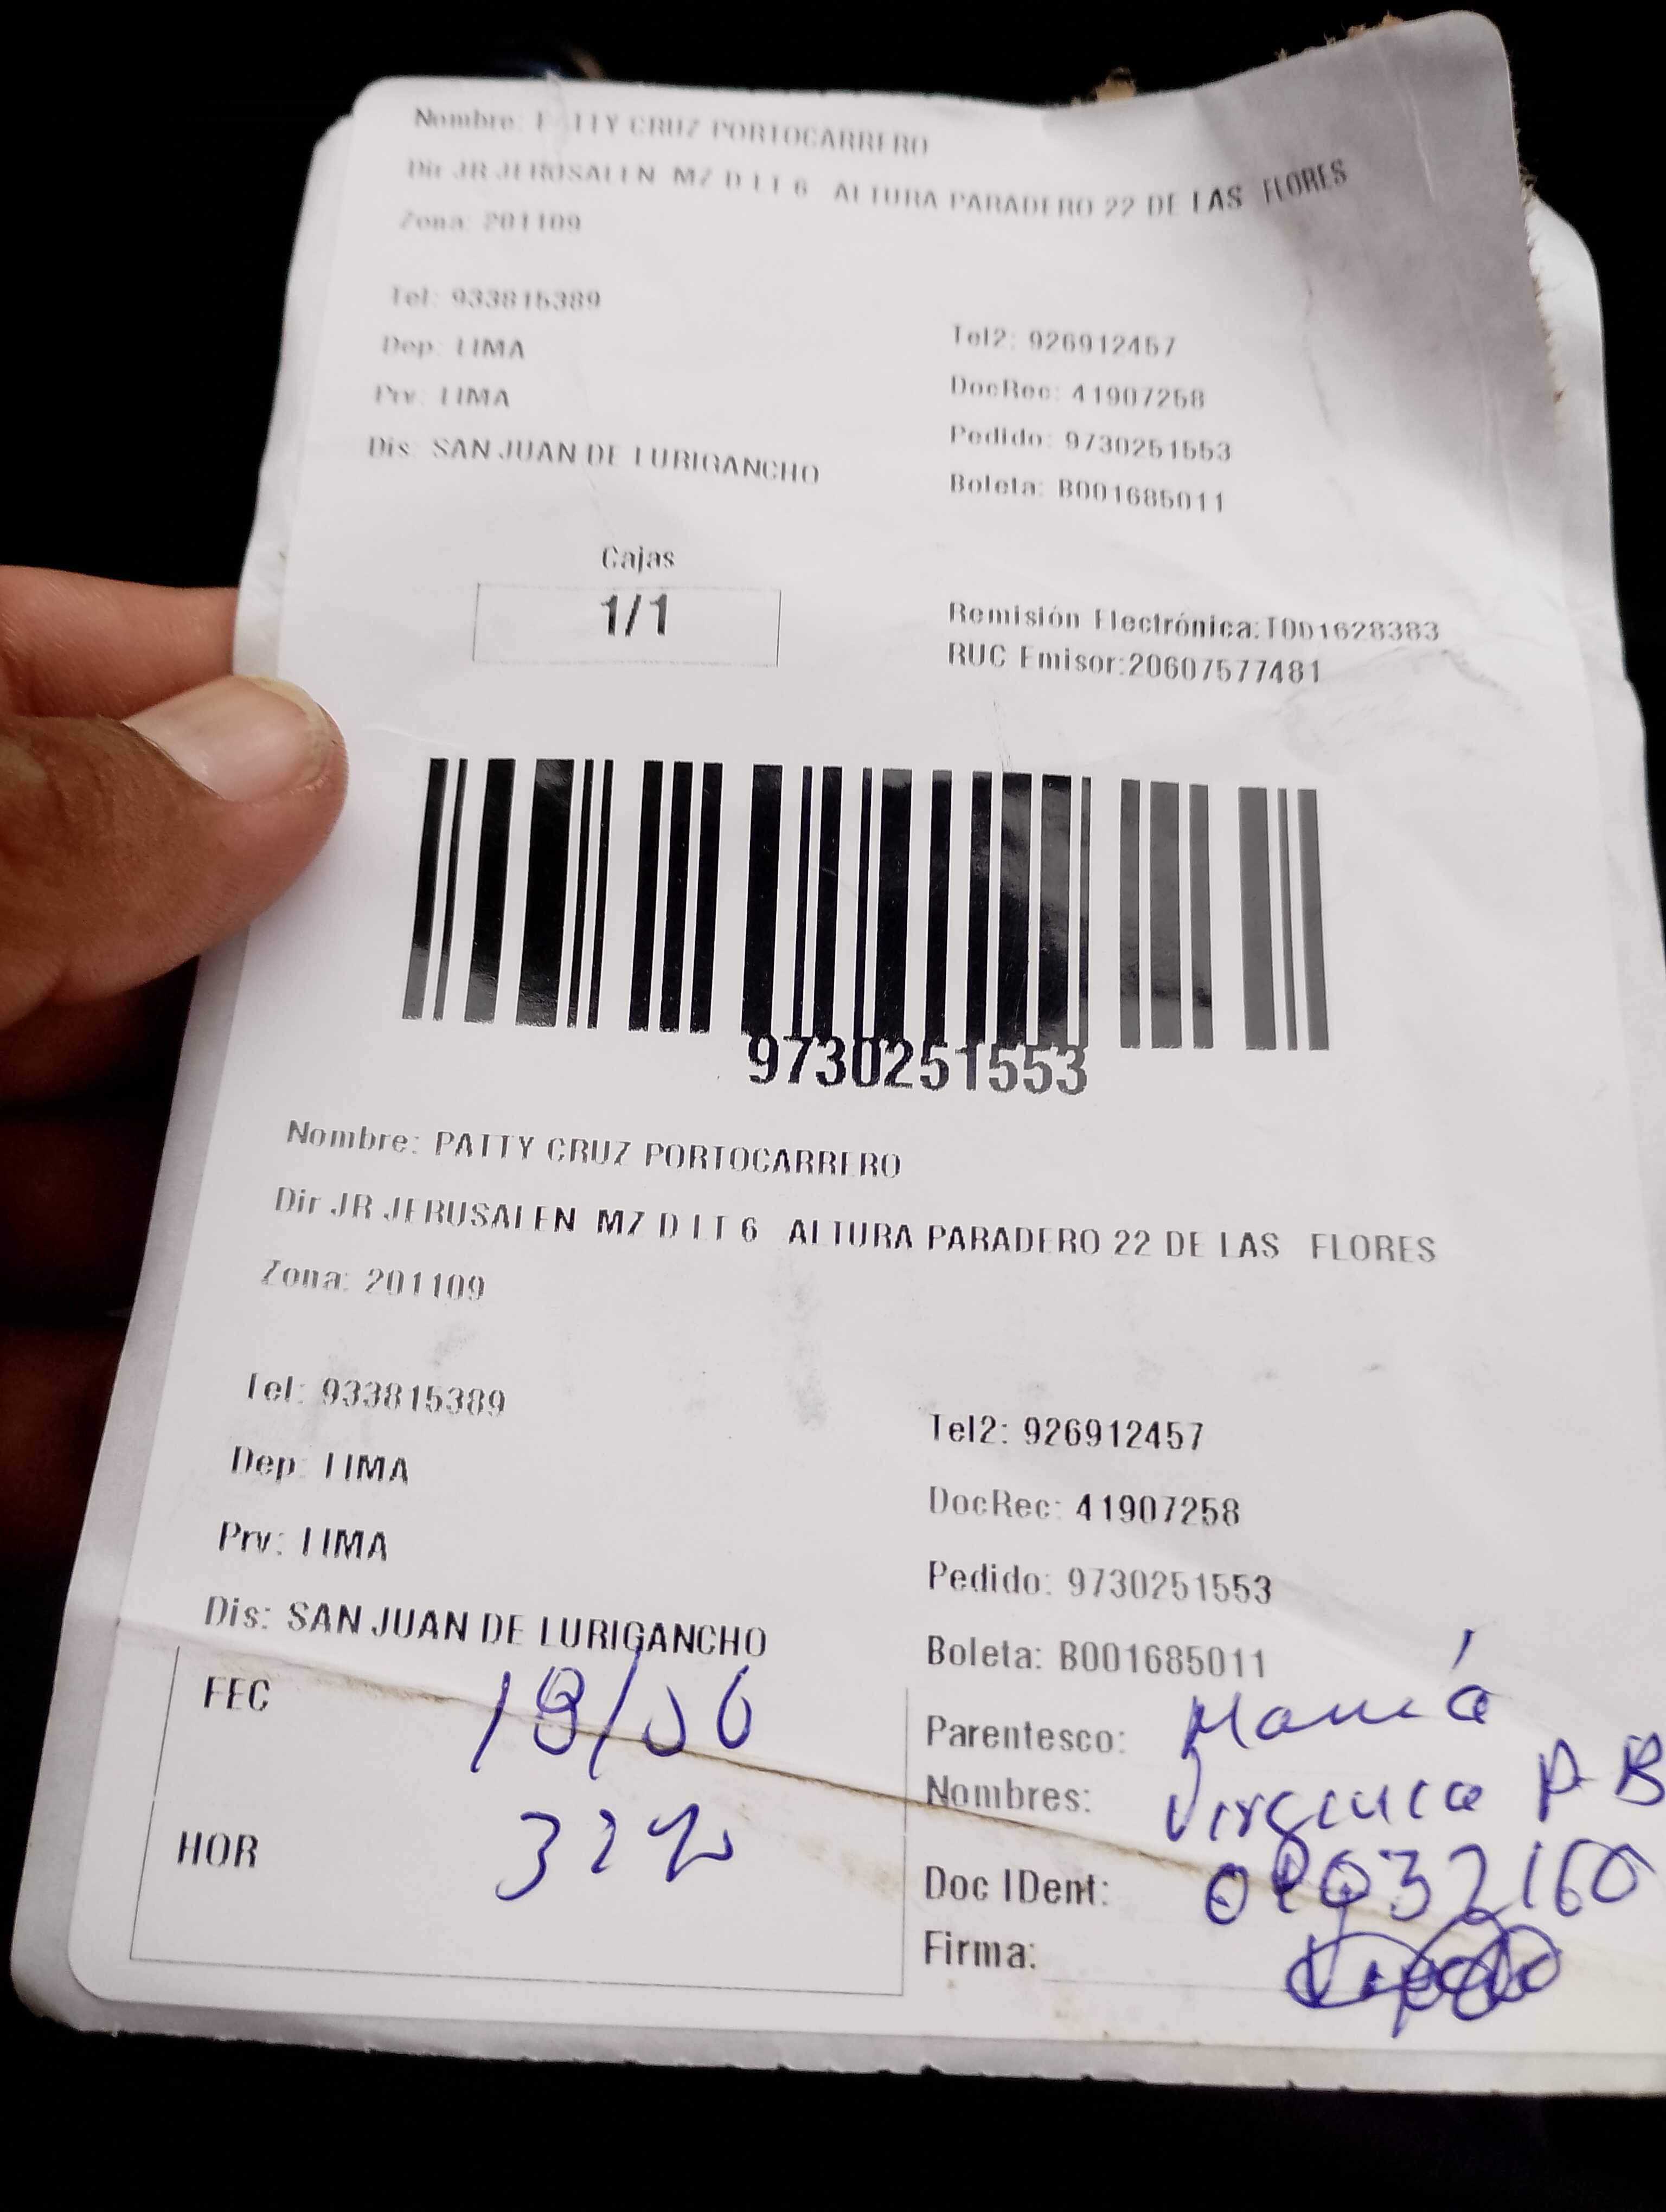 Nombre: PATTY CRUZ PORTOCARRERO
Dir JR JERUSALEN MZ D LT 6 ALTURA PARADERO 22 DE LAS FLORES
Zona: 201109
Tel: 933815389
Tel2: 926912457
Dep: LIMA
DocRec: 41907258
Prv: LIMA
Pedido: 9730251553
Dis: SAN JUAN DE LURIGANCHO
Boleta: B001685011
Cajas
1/1
Remisión Electrónica:T001628383
RUC Emisor:20607577481
9730251553
Nombre: PATTY CRUZ PORTOCARRERO
Dir JR JERUSALEN MZ D LT 6 ALTURA PARADERO 22 DE LAS FLORES
Zona: 201109
Tel: 933815389
Tel2: 926912457
Dep: LIMA
DocRec: 41907258
Prv: LIMA
Pedido: 9730251553
Dis: SAN JUAN DE LURIGANCHO
Boleta: B001685011
FEC
Parentesco: Mamá
Nombres: Virginia P B
HOR
Doc IDent:
Firma: